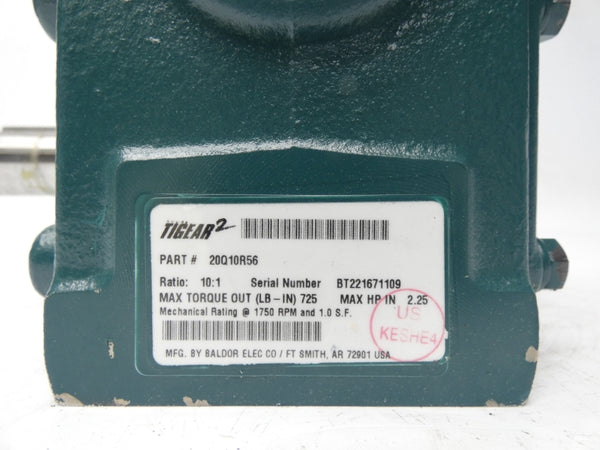 TIGEAR2
PART # 20Q10R56
Ratio: 10:1 Serial Number BT221671109
MAX TORQUE OUT (LB-IN) 725 MAX HP IN 2.25
Mechanical Rating @ 1750 RPM and 1.0 S.F.
US
KESHE4
MFG. BY BALDOR ELEC CO / FT SMITH, AR 72901 USA